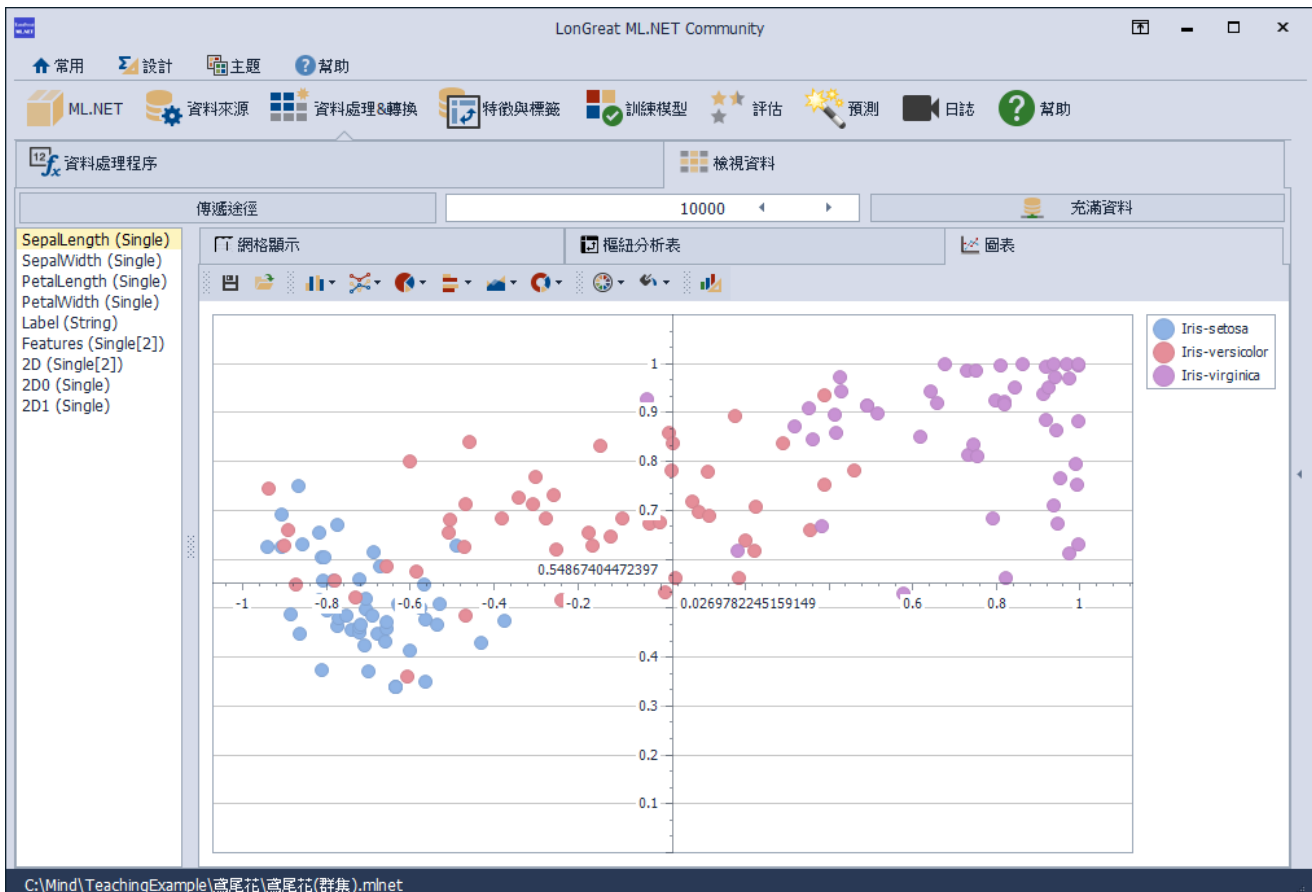 LonGreat ML.NET
LonGreat ML.NET Community
常用 設計 主題 幫助
ML.NET 資料來源 資料處理&轉換 特徵與標籤 訓練模型 評估 預測 日誌 幫助
資料處理程序 檢視資料
傳遞途徑 10000 充滿資料
SepalLength (Single)
SepalWidth (Single)
PetalLength (Single)
PetalWidth (Single)
Label (String)
Features (Single[2])
2D (Single[2])
2D0 (Single)
2D1 (Single)
網格顯示 樞紐分析表 圖表
Iris-setosa
Iris-versicolor
Iris-virginica
1
0.9
0.8
0.7
0.54867404472397
-1 -0.8 -0.6 -0.4 -0.2 0.0269782245159149 0.6 0.8 1
0.4
0.3
0.2
0.1
C:\Mind\TeachingExample\鳶尾花\鳶尾花(群集).mlnet